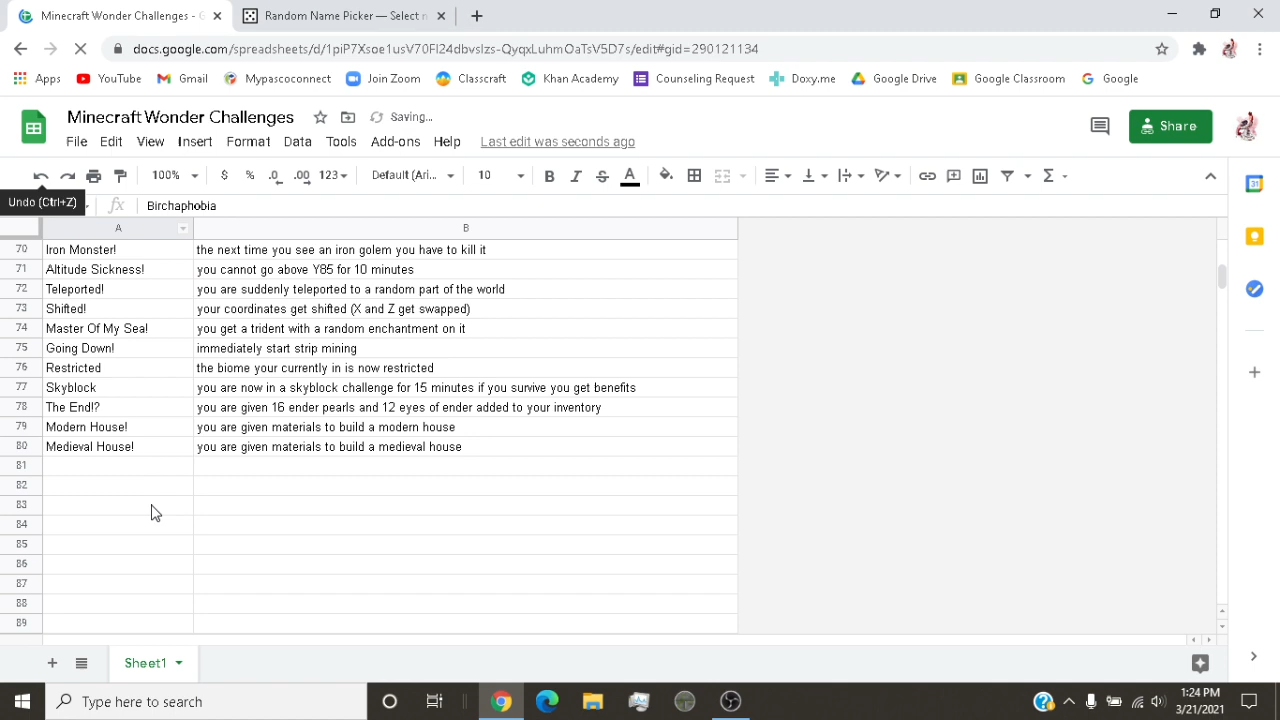 Minecraft Wonder Challenges - G
Random Name Picker — Select n
docs.google.com/spreadsheets/d/1piP7Xsoe1usV70Fl24dbvslzs-QyqxLuhmOaTsV5D7s/edit#gid=290121134
Apps YouTube Gmail Mypascoconnect Join Zoom Classcraft Khan Academy Counseling Request Doxy.me Google Drive Google Classroom Google
Minecraft Wonder Challenges Saving...
File Edit View Insert Format Data Tools Add-ons Help Last edit was seconds ago
Share
100% $ % .0 .00 123 Default (Ari... 10 B I S A
Undo (Ctrl+Z)
fx Birchaphobia
A B
70 Iron Monster! the next time you see an iron golem you have to kill it
71 Altitude Sickness! you cannot go above Y85 for 10 minutes
72 Teleported! you are suddenly teleported to a random part of the world
73 Shifted! your coordinates get shifted (X and Z get swapped)
74 Master Of My Sea! you get a trident with a random enchantment on it
75 Going Down! immediately start strip mining
76 Restricted the biome your currently in is now restricted
77 Skyblock you are now in a skyblock challenge for 15 minutes if you survive you get benefits
78 The End!? you are given 16 ender pearls and 12 eyes of ender added to your inventory
79 Modern House! you are given materials to build a modern house
80 Medieval House! you are given materials to build a medieval house
81
82
83
84
85
86
87
88
89
Sheet1
Type here to search
1:24 PM
3/21/2021